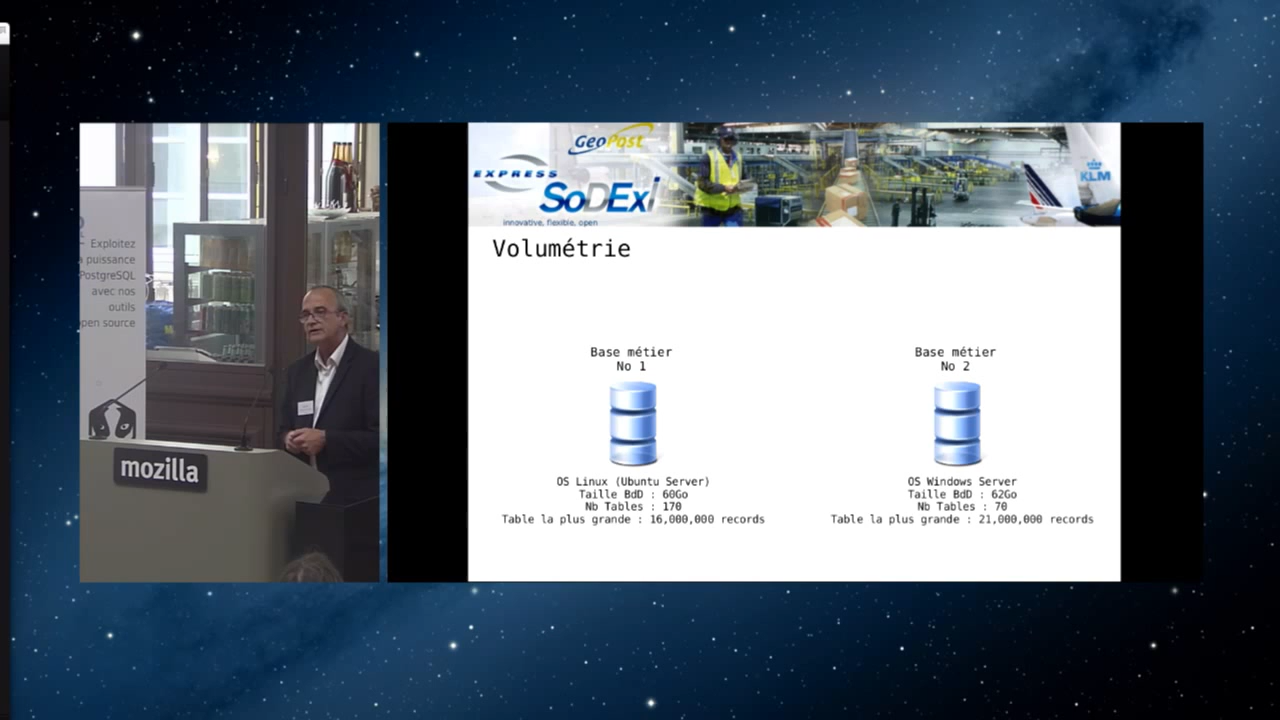 Exploitez
puissance
PostgreSQL
avec nos
outils
open source
mozilla
GeoPost
EXPRESS
SoDExi
innovative, flexible, open
KLM
Volumétrie
Base métier
No 1
OS Linux (Ubuntu Server)
Taille BdD : 60Go
Nb Tables : 170
Table la plus grande : 16,000,000 records
Base métier
No 2
OS Windows Server
Taille BdD : 62Go
Nb Tables : 70
Table la plus grande : 21,000,000 records